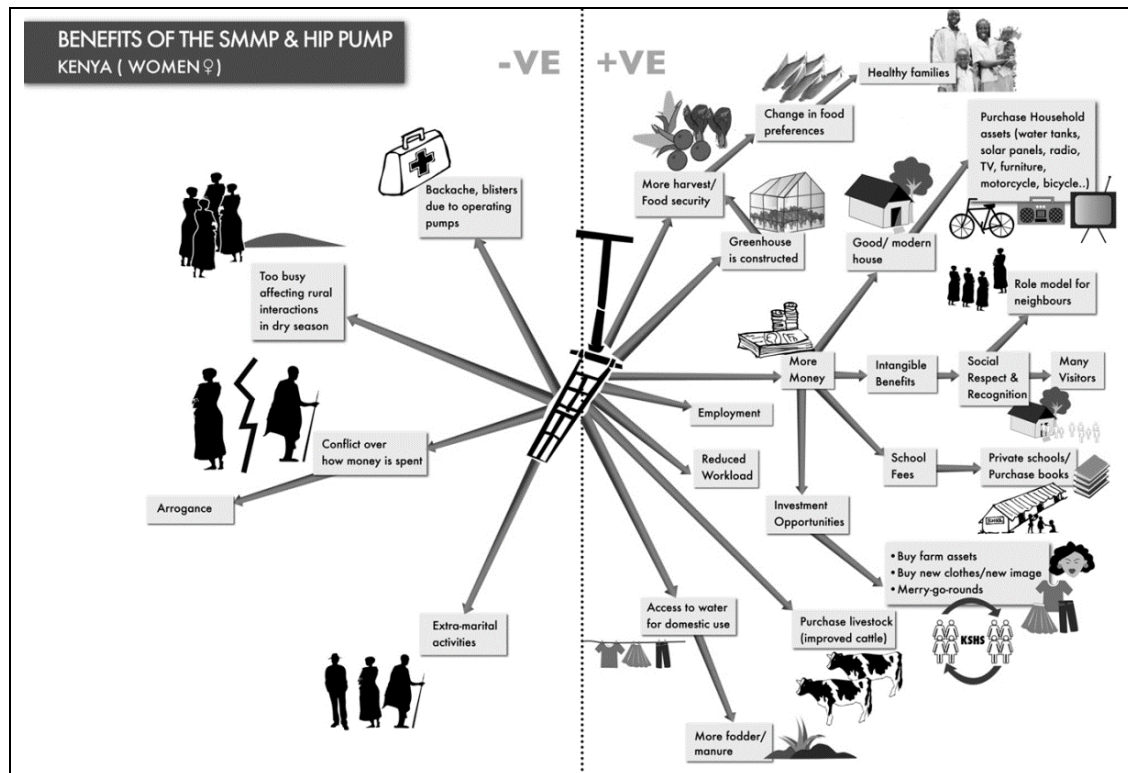 BENEFITS OF THE SMMP & HIP PUMP
KENYA ( WOMEN♀)
-VE
+VE
Backache, blisters
due to operating
pumps
Too busy
affecting rural
interactions
in dry season
Conflict over
how money is spent
Arrogance
Extra-marital
activities
Healthy families
Change in food
preferences
More harvest/
Food security
Greenhouse
is constructed
Good/ modern
house
Purchase Household
assets (water tanks,
solar panels, radio,
TV, furniture,
motorcycle, bicycle..)
Role model for
neighbours
More
Money
Intangible
Benefits
Social
Respect &
Recognition
Many
Visitors
Employment
Reduced
Workload
School
Fees
Private schools/
Purchase books
Investment
Opportunities
• Buy farm assets
• Buy new clothes/new image
• Merry-go-rounds
KSHS
Access to water
for domestic use
Purchase livestock
(improved cattle)
More fodder/
manure